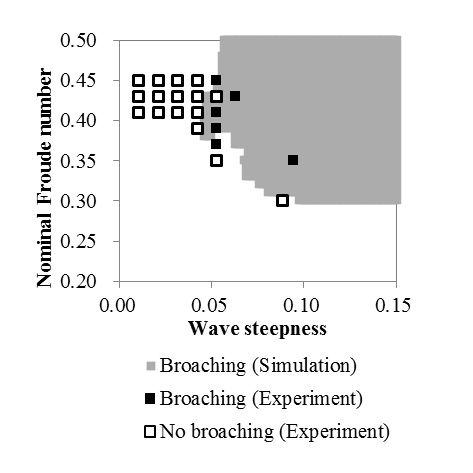 0.50
0.45
0.40
0.35
0.30
0.25
0.20
Nominal Froude number
0.00 0.05 0.10 0.15
Wave steepness
Broaching (Simulation)
Broaching (Experiment)
No broaching (Experiment)